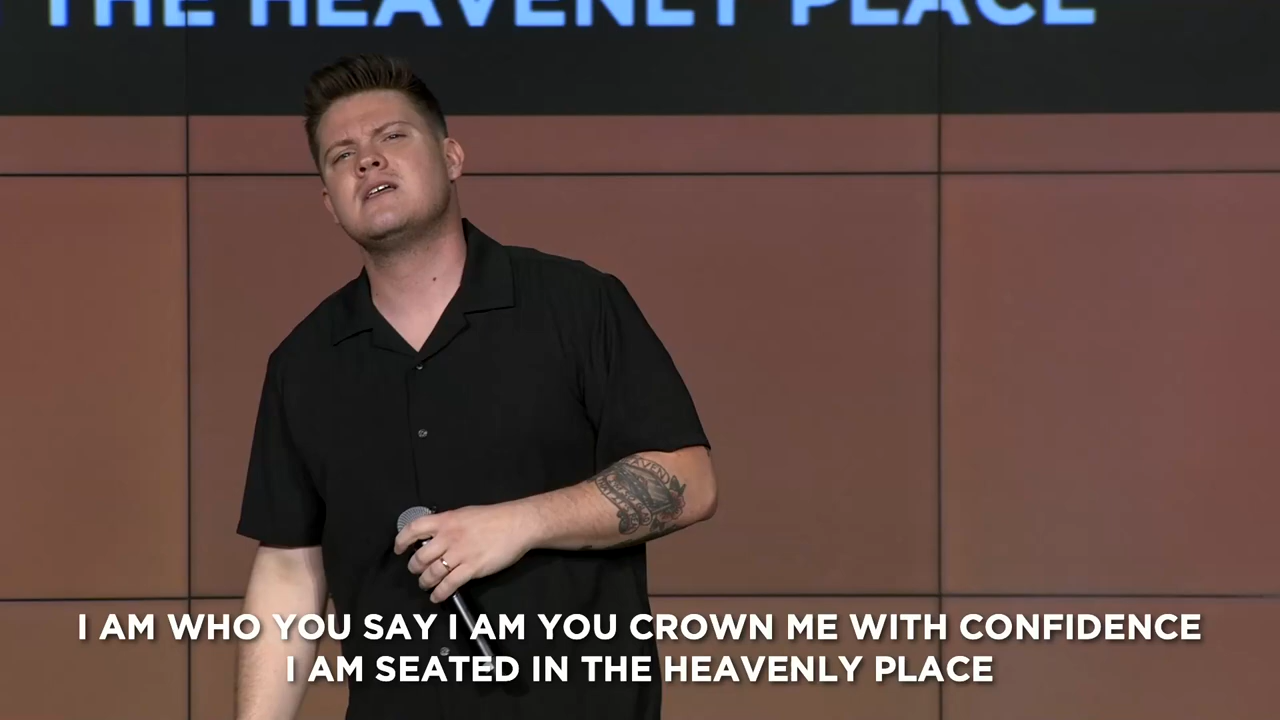 THE HEAVENLY PLACE
I AM WHO YOU SAY I AM YOU CROWN ME WITH CONFIDENCE
I AM SEATED IN THE HEAVENLY PLACE